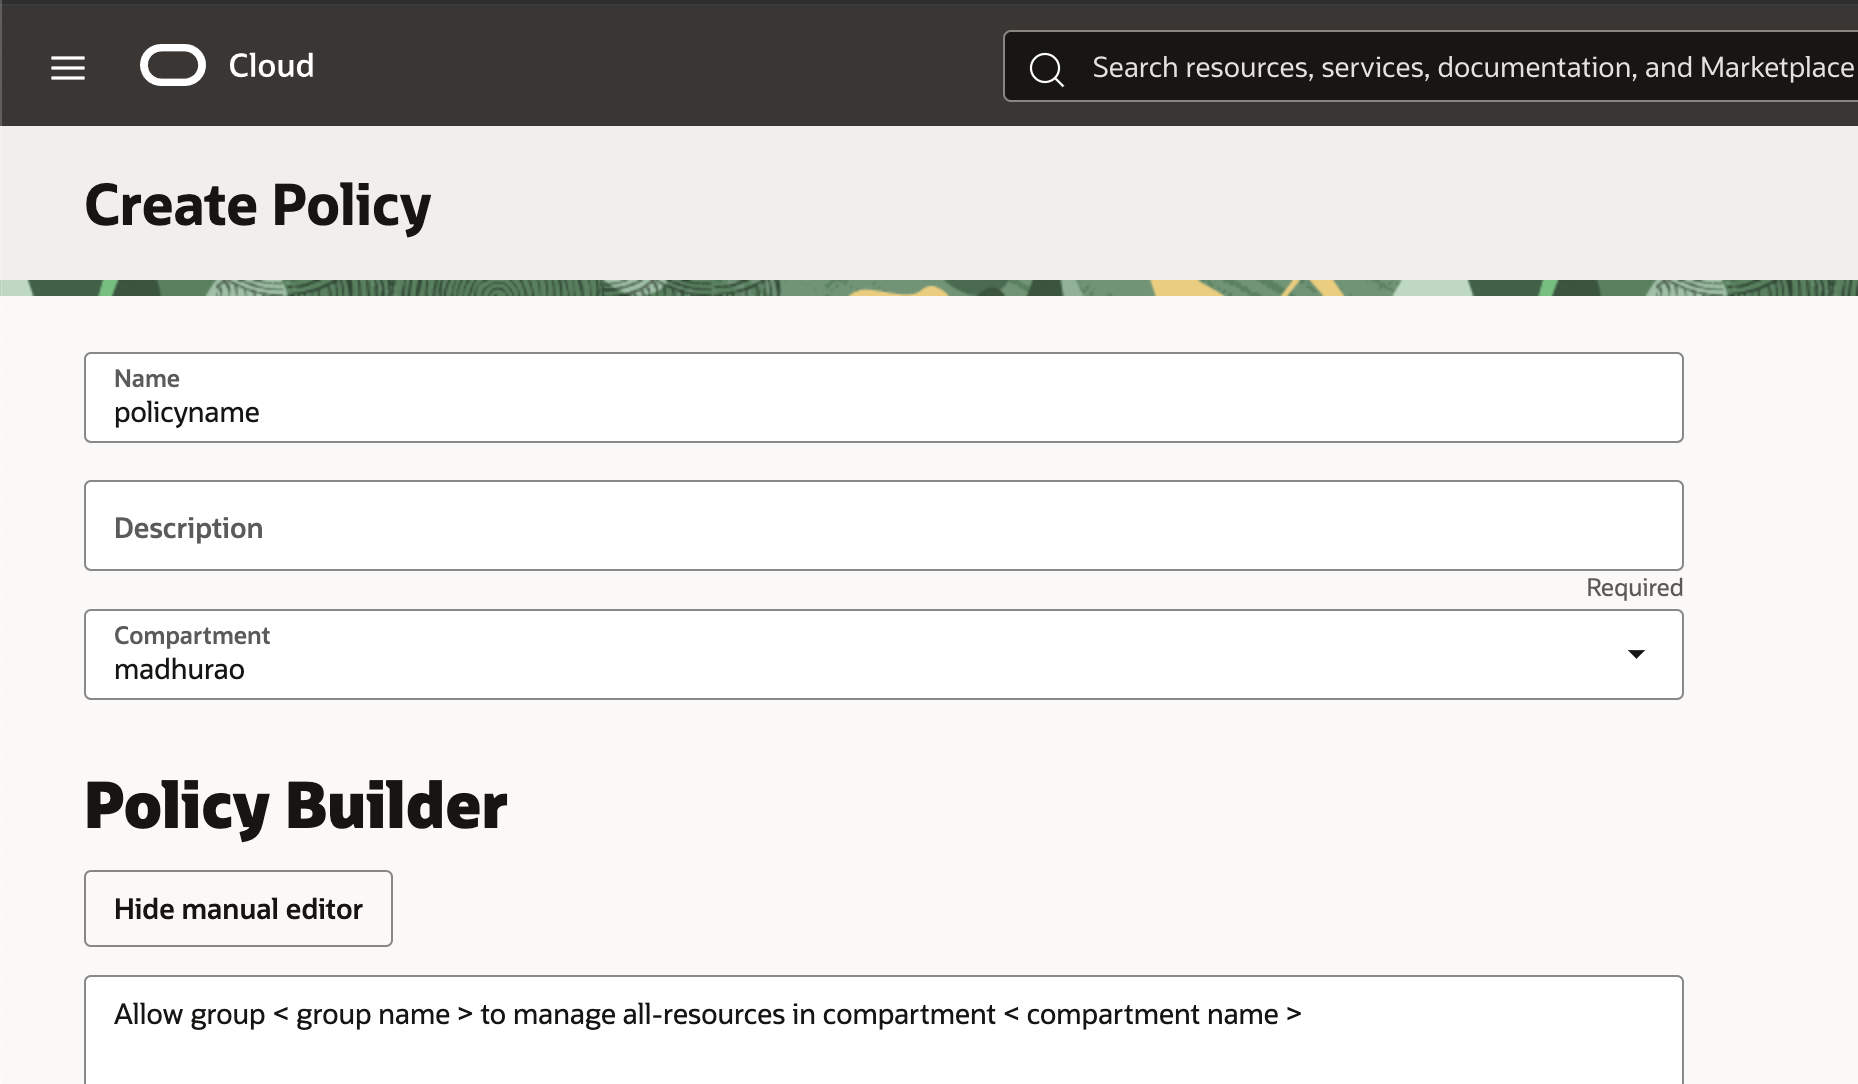 Cloud
Search resources, services, documentation, and Marketplace
Create Policy
Name
policyname
Description
Required
Compartment
madhurao
Policy Builder
Hide manual editor
Allow group < group name > to manage all-resources in compartment < compartment name >